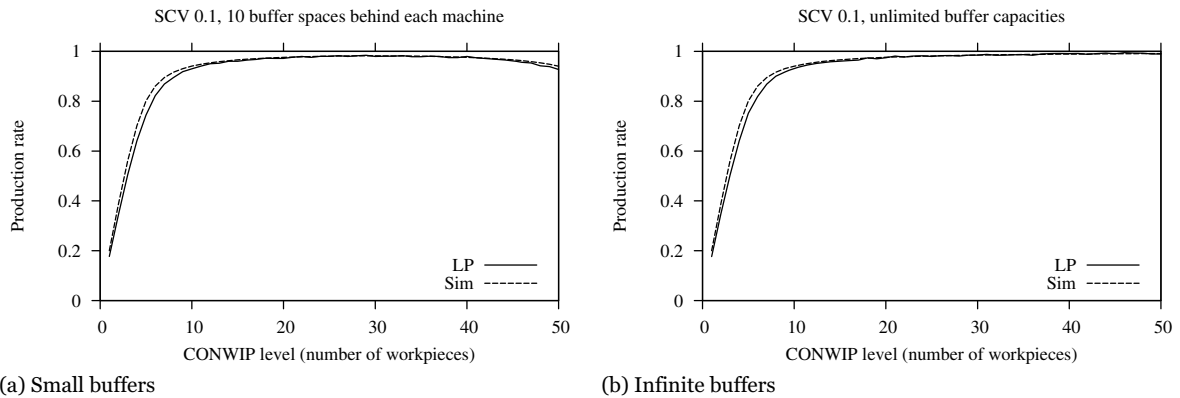 SCV 0.1, 10 buffer spaces behind each machine
1
0.8
0.6
0.4
0.2
0
Production rate
LP
Sim
0 10 20 30 40 50
CONWIP level (number of workpieces)
(a) Small buffers
SCV 0.1, unlimited buffer capacities
1
0.8
0.6
0.4
0.2
0
Production rate
LP
Sim
0 10 20 30 40 50
CONWIP level (number of workpieces)
(b) Infinite buffers